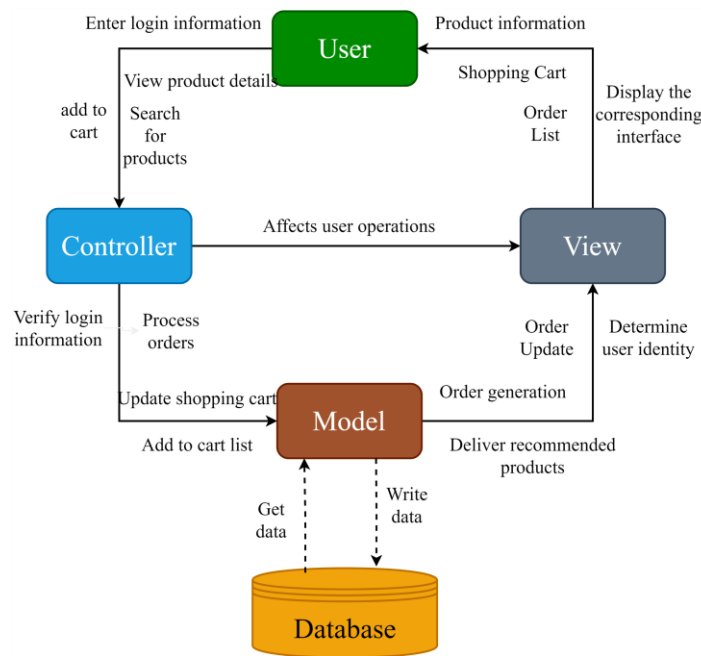 Enter login information
User
Product information
View product details
Shopping Cart
add to
cart
Search
for
products
Order
List
Display the
corresponding
interface
Controller
Affects user operations
View
Verify login
information
Process
orders
Order
Update
Determine
user identity
Update shopping cart
Model
Order generation
Add to cart list
Deliver recommended
products
Get
data
Write
data
Database